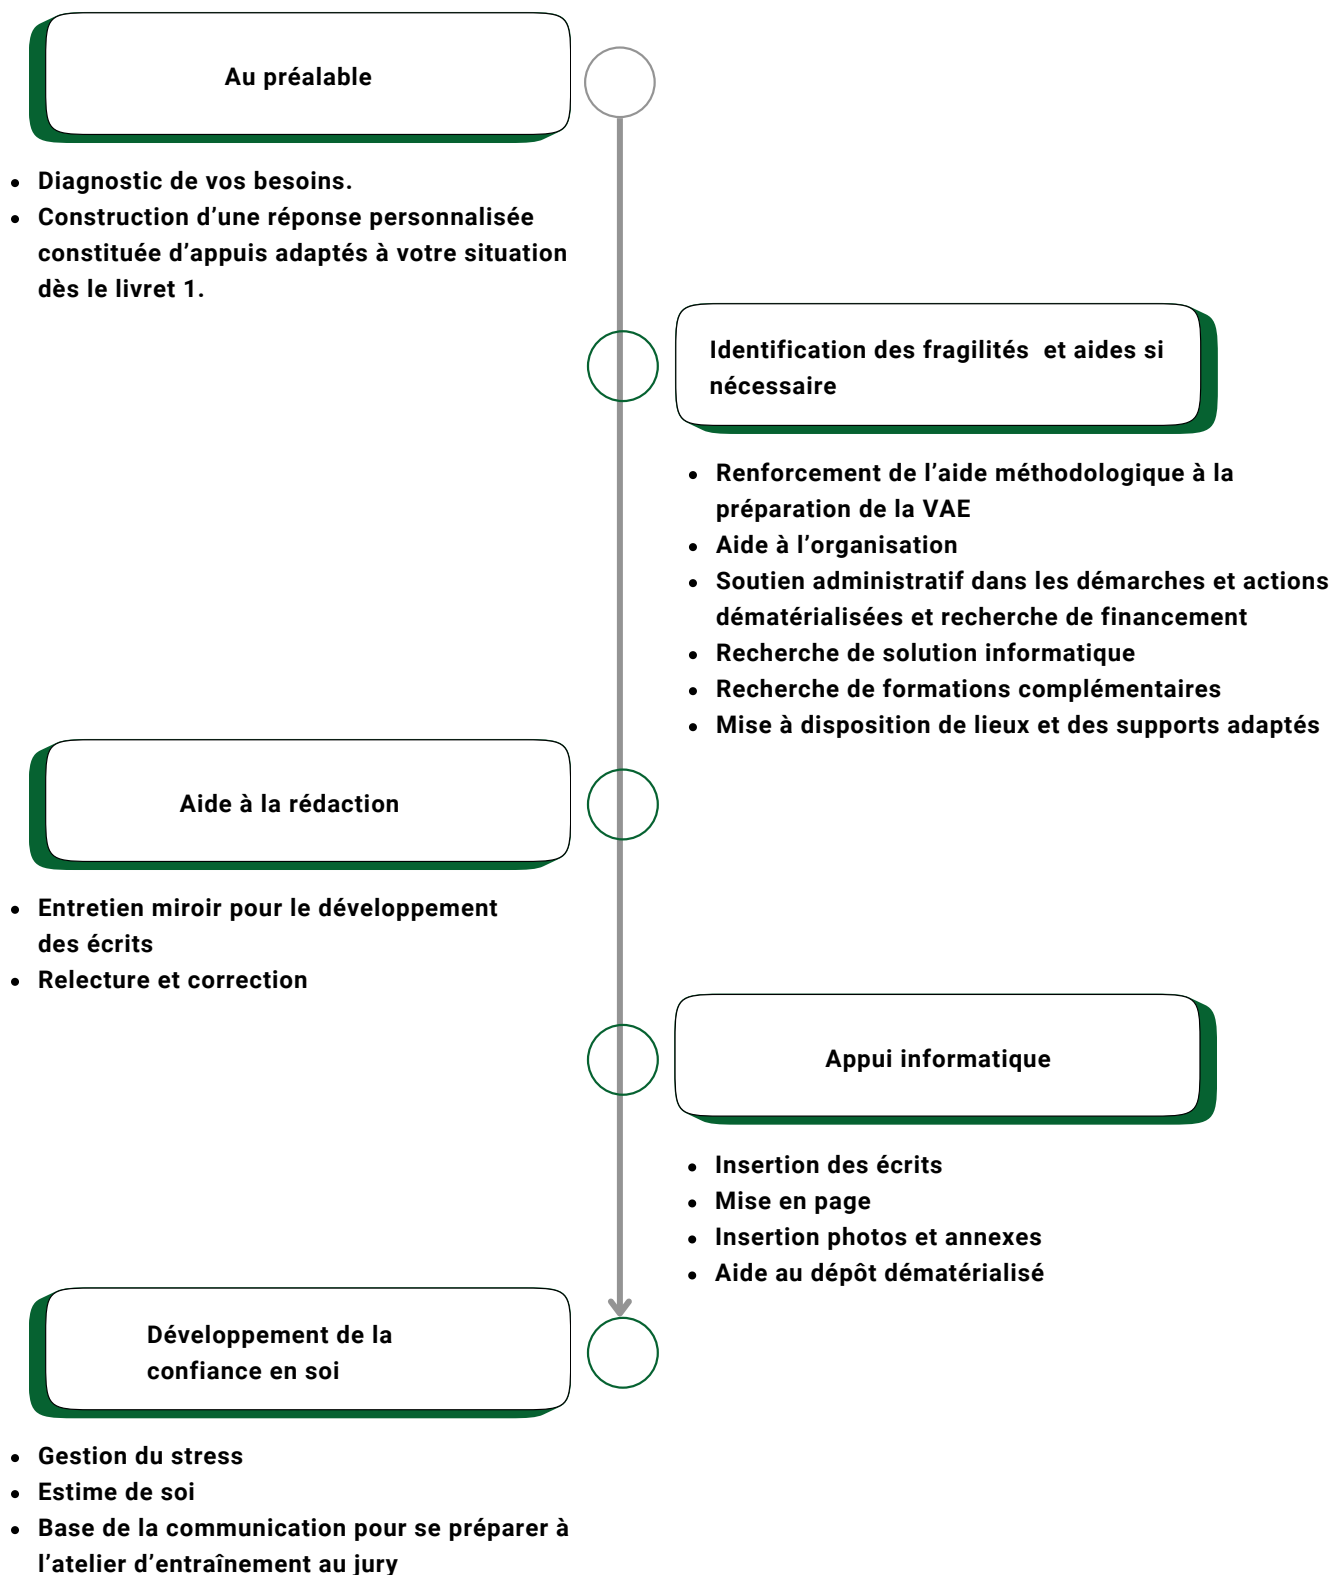 Au préalable
Diagnostic de vos besoins.
Construction d’une réponse personnalisée
constituée d’appuis adaptés à votre situation
dès le livret 1.
Identification des fragilités  et aides si
nécessaire
Renforcement de l’aide méthodologique à la
préparation de la VAE
Aide à l’organisation
Soutien administratif dans les démarches et actions
dématérialisées et recherche de financement
Recherche de solution informatique
Recherche de formations complémentaires
Mise à disposition de lieux et des supports adaptés
Aide à la rédaction
Entretien miroir pour le développement
des écrits
Relecture et correction
Appui informatique
Insertion des écrits
Mise en page
Insertion photos et annexes
Aide au dépôt dématérialisé
Développement de la
confiance en soi
Gestion du stress
Estime de soi
Base de la communication pour se préparer à
l’atelier d’entraînement au jury